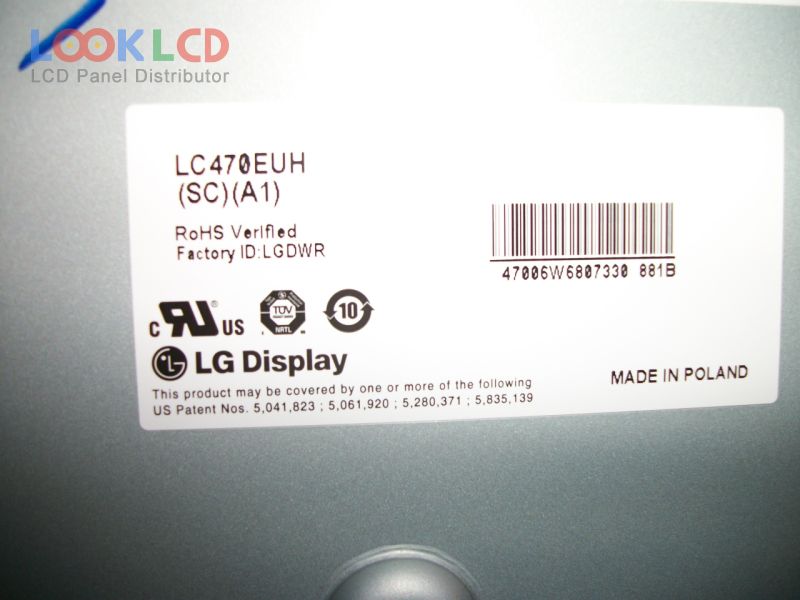 LOOKLCD
LCD Panel Distributor
LC470EUH
(SC)(A1)
RoHS Verified
Factory ID:LGDWR
47006W6807330 881B
c RU US
TÜV
NRTL
10
LG Display
MADE IN POLAND
This product may be covered by one or more of the following
US Patent Nos. 5,041,823 ; 5,061,920 ; 5,280,371 ; 5,835,139